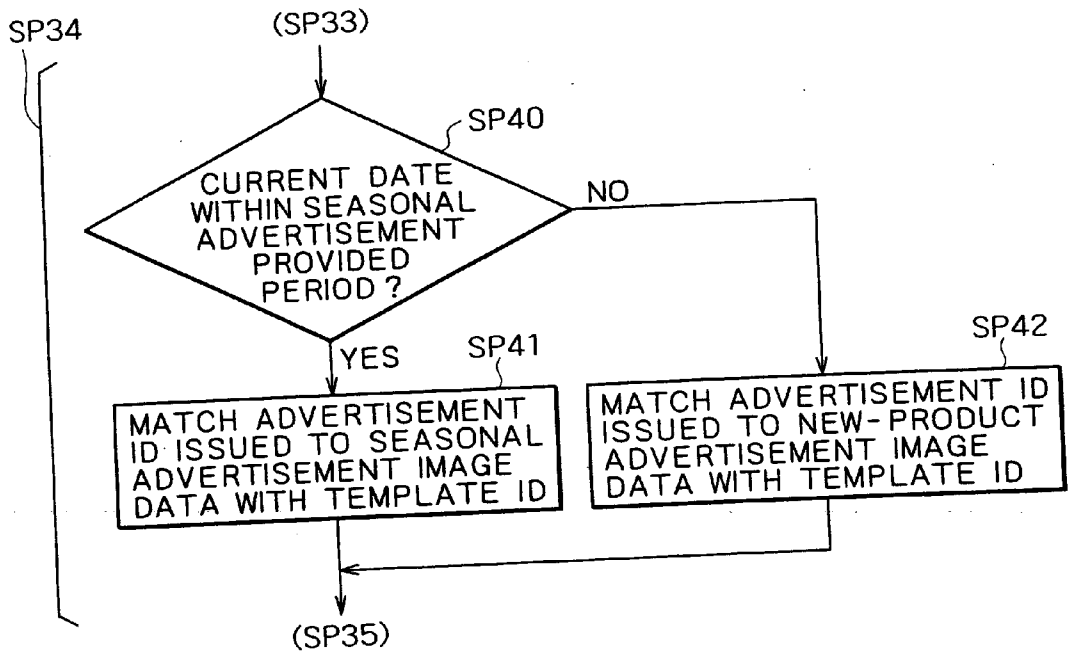 SP34
(SP33)
SP40
CURRENT DATE
WITHIN SEASONAL
ADVERTISEMENT
PROVIDED
PERIOD?
NO
YES
SP41
MATCH ADVERTISEMENT
ID ISSUED TO SEASONAL
ADVERTISEMENT IMAGE
DATA WITH TEMPLATE ID
SP42
MATCH ADVERTISEMENT ID
ISSUED TO NEW-PRODUCT
ADVERTISEMENT IMAGE
DATA WITH TEMPLATE ID
(SP35)